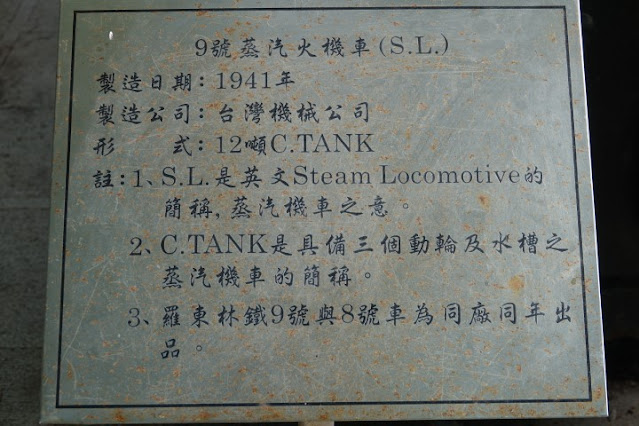 9號蒸汽火機車(S.L.)
製造日期：1941年
製造公司：台灣機械公司
形　　式：12噸C.TANK
註：1、S.L.是英文Steam Locomotive的
簡稱，蒸汽機車之意。
2、C.TANK是具備三個動輪及水槽之
蒸汽機車的簡稱。
3、羅東林鐵9號與8號車為同廠同年出
品。